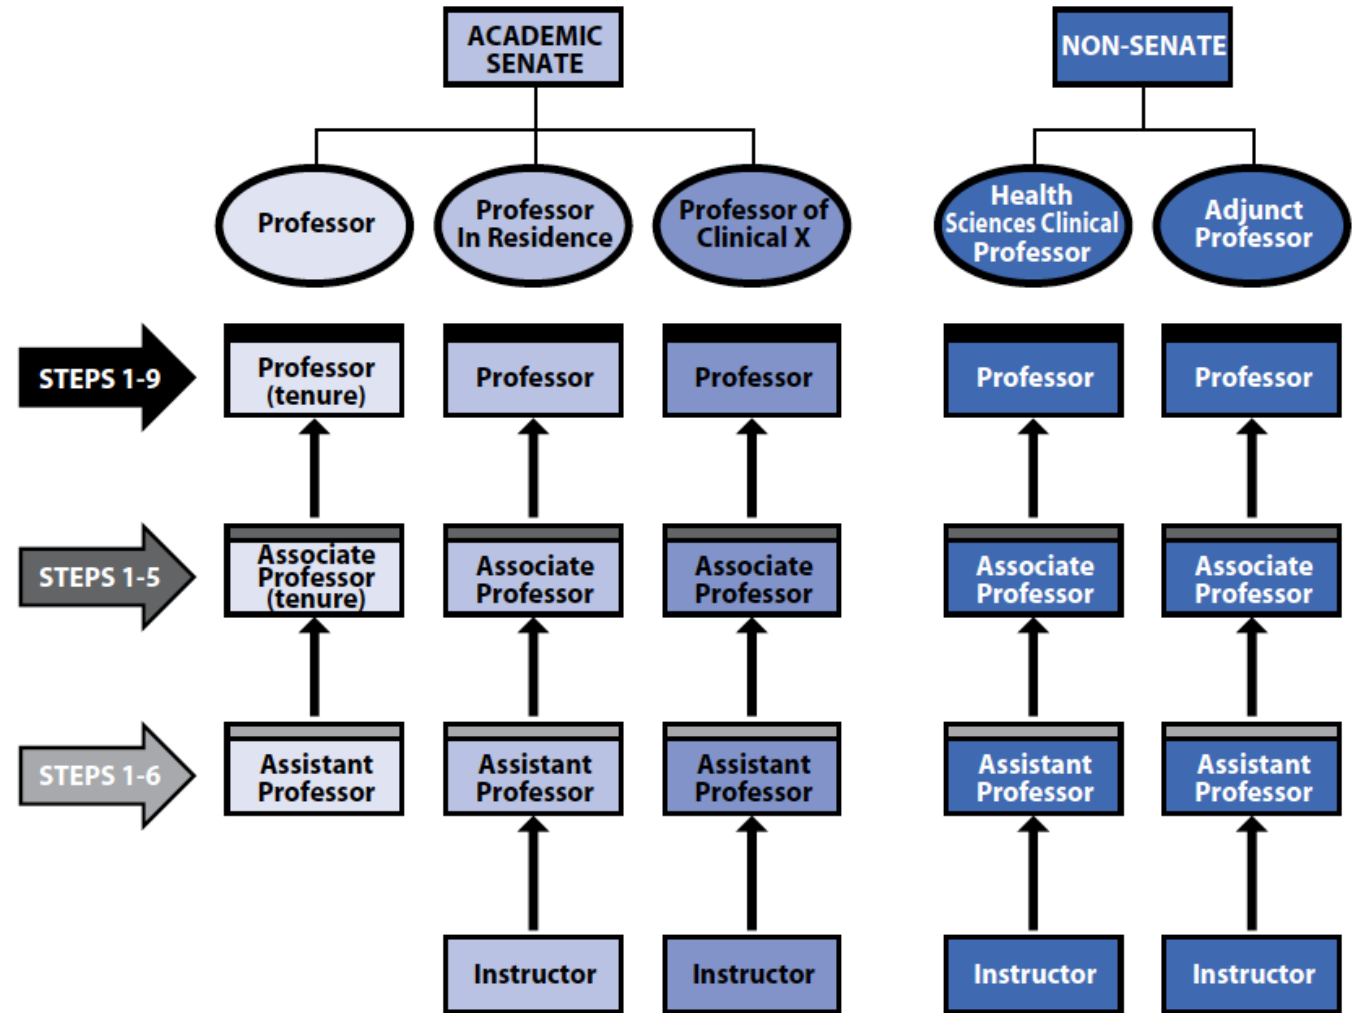 ACADEMIC
SENATE
NON-SENATE
Professor
Professor
In Residence
Professor of
Clinical X
Health
Sciences Clinical
Professor
Adjunct
Professor
STEPS 1-9
Professor
(tenure)
Professor
Professor
Professor
Professor
STEPS 1-5
Associate
Professor
(tenure)
Associate
Professor
Associate
Professor
Associate
Professor
Associate
Professor
STEPS 1-6
Assistant
Professor
Assistant
Professor
Assistant
Professor
Assistant
Professor
Assistant
Professor
Instructor
Instructor
Instructor
Instructor